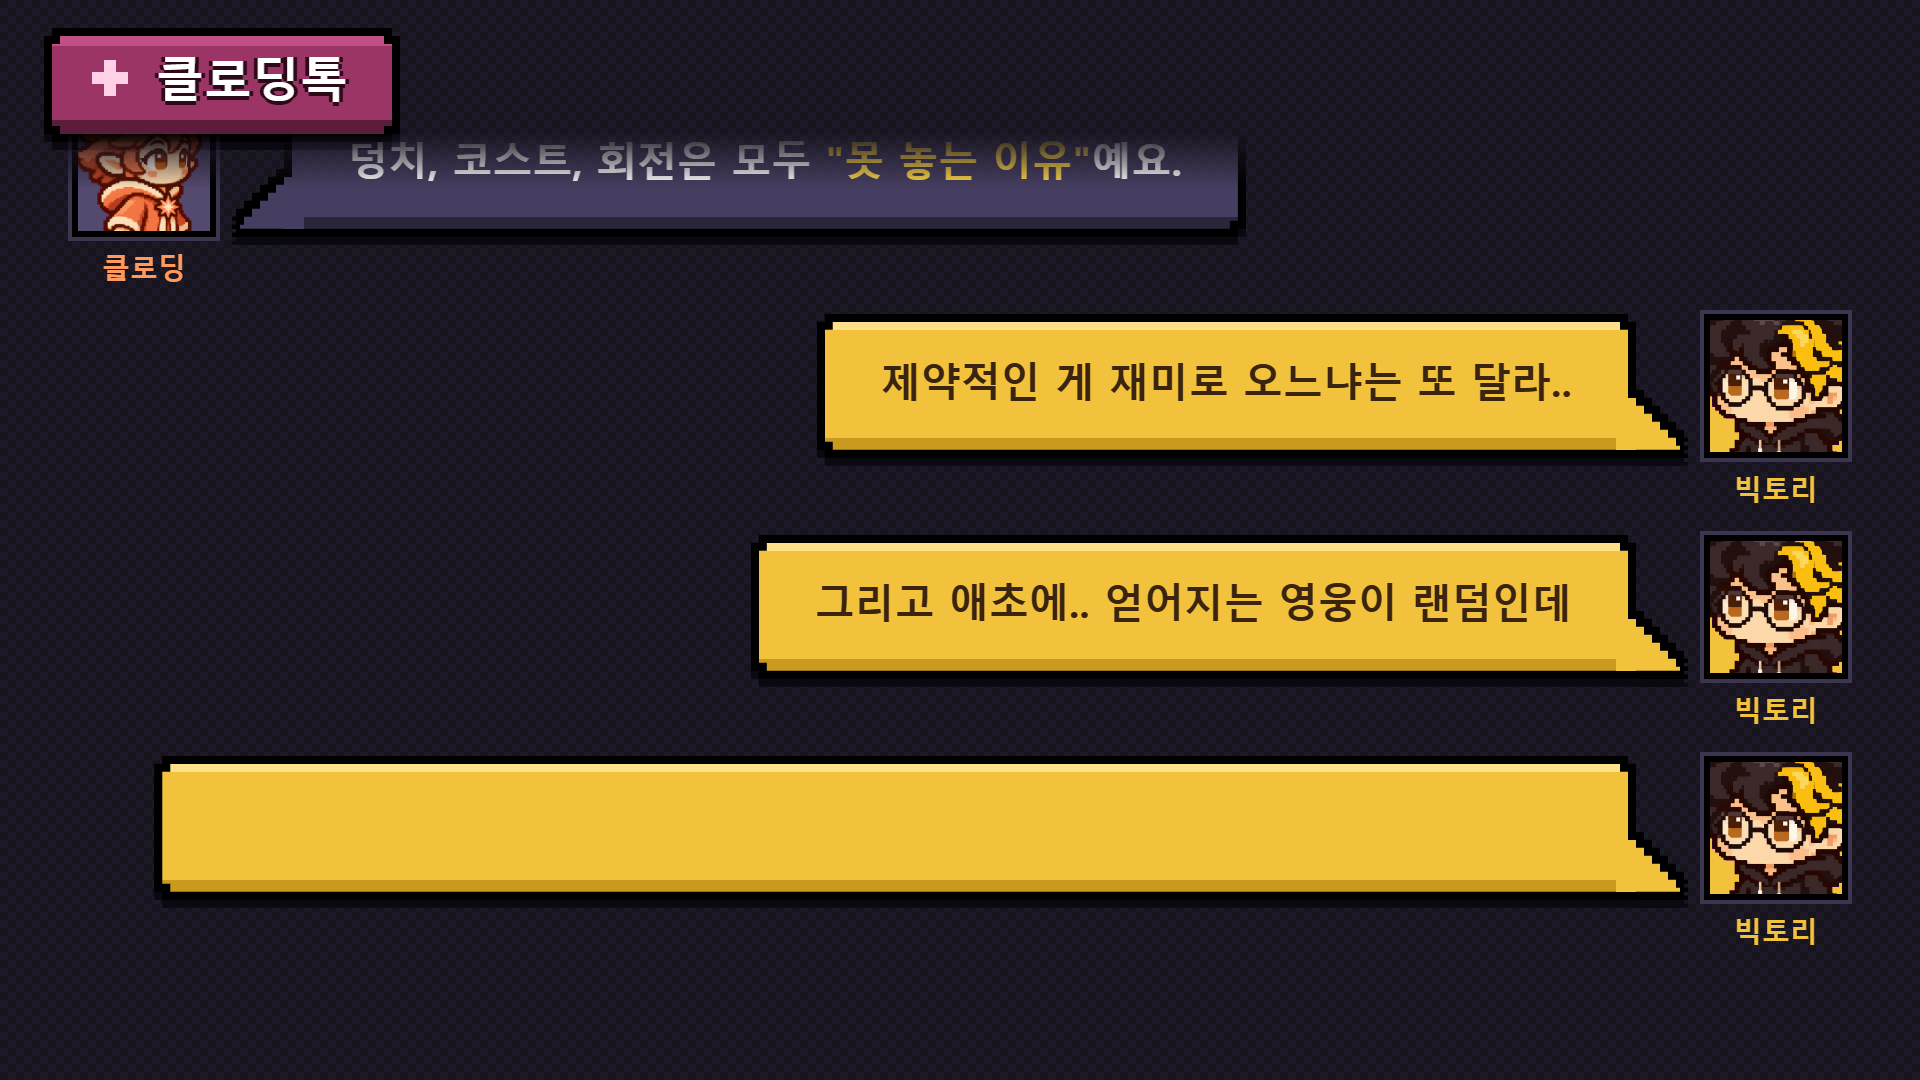 클로딩톡
덩치, 코스트, 회전은 모두 "못 놓는 이유"예요.
클로딩
제약적인 게 재미로 오느냐는 또 달라..
빅토리
그리고 애초에.. 얻어지는 영웅이 랜덤인데
빅토리
빅토리